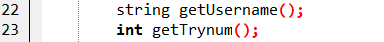 22 string getUsername();
23 int getTrynum();